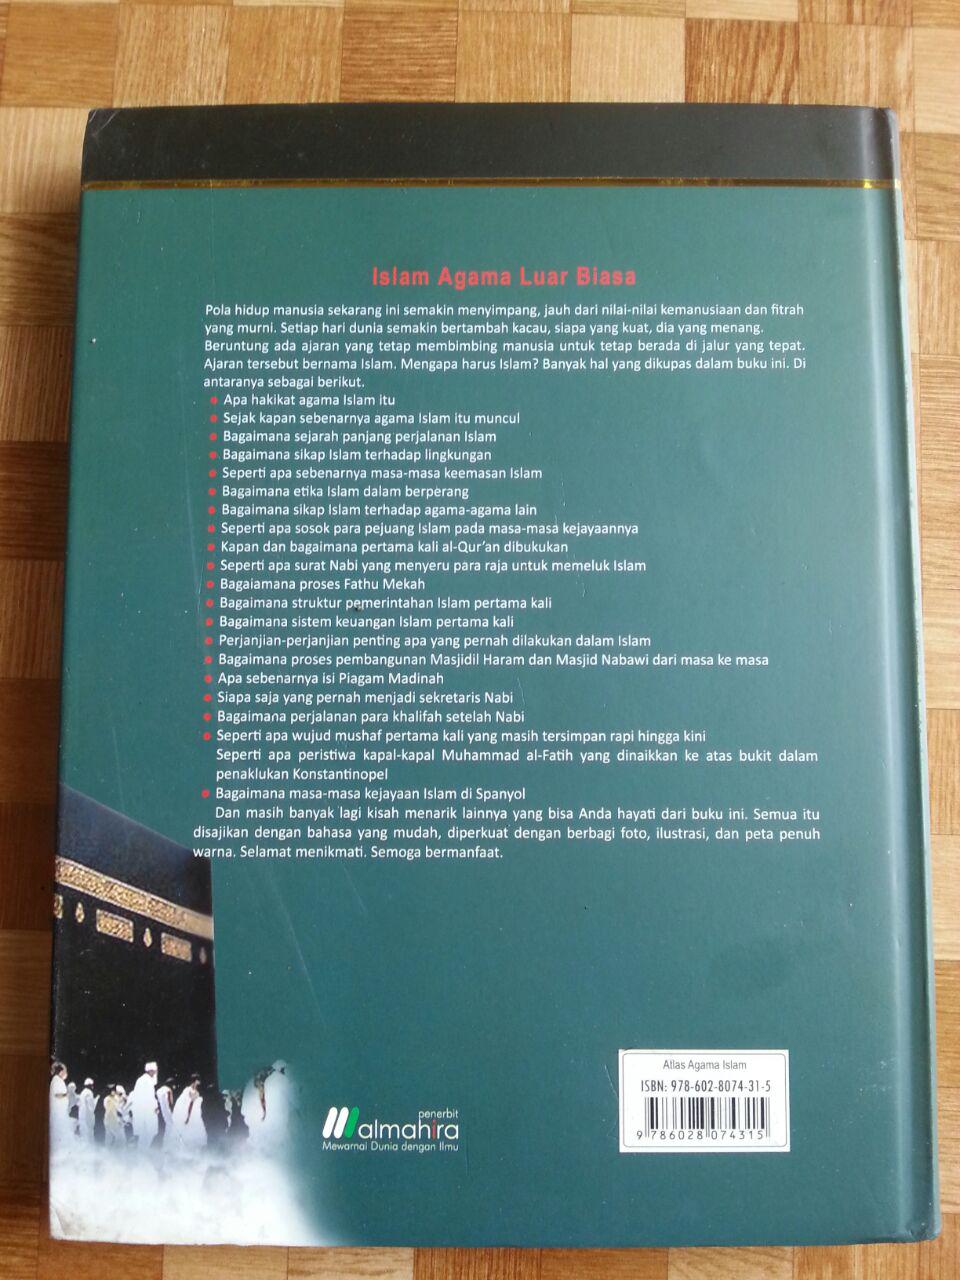 Islam Agama Luar Biasa
Pola hidup manusia sekarang ini semakin menyimpang, jauh dari nilai-nilai kemanusiaan dan fitrah
yang murni. Setiap hari dunia semakin bertambah kacau, siapa yang kuat, dia yang menang.
Beruntung ada ajaran yang tetap membimbing manusia untuk tetap berada di jalur yang tepat.
Ajaran tersebut bernama Islam. Mengapa harus Islam? Banyak hal yang dikupas dalam buku ini. Di
antaranya sebagai berikut.
• Apa hakikat agama Islam itu
• Sejak kapan sebenarnya agama Islam itu muncul
• Bagaimana sejarah panjang perjalanan Islam
• Bagaimana sikap Islam terhadap lingkungan
• Seperti apa sebenarnya masa-masa keemasan Islam
• Bagaimana etika Islam dalam berperang
• Bagaimana sikap Islam terhadap agama-agama lain
• Seperti apa sosok para pejuang Islam pada masa-masa kejayaannya
• Kapan dan bagaimana pertama kali al-Qur'an dibukukan
• Seperti apa surat Nabi yang menyeru para raja untuk memeluk Islam
• Bagaiamana proses Fathu Mekah
• Bagaimana struktur pemerintahan Islam pertama kali
• Bagaimana sistem keuangan Islam pertama kali
• Perjanjian-perjanjian penting apa yang pernah dilakukan dalam Islam
• Bagaimana proses pembangunan Masjidil Haram dan Masjid Nabawi dari masa ke masa
• Apa sebenarnya isi Piagam Madinah
• Siapa saja yang pernah menjadi sekretaris Nabi
• Bagaimana perjalanan para khalifah setelah Nabi
• Seperti apa wujud mushaf pertama kali yang masih tersimpan rapi hingga kini
Seperti apa peristiwa kapal-kapal Muhammad al-Fatih yang dinaikkan ke atas bukit dalam
penaklukan Konstantinopel
• Bagaimana masa-masa kejayaan Islam di Spanyol
Dan masih banyak lagi kisah menarik lainnya yang bisa Anda hayati dari buku ini. Semua itu
disajikan dengan bahasa yang mudah, diperkuat dengan berbagi foto, ilustrasi, dan peta penuh
warna. Selamat menikmati. Semoga bermanfaat.
penerbit
almahira
Mewarnai Dunia dengan Ilmu
Atlas Agama Islam
ISBN: 978-602-8074-31-5
9 786028 074315